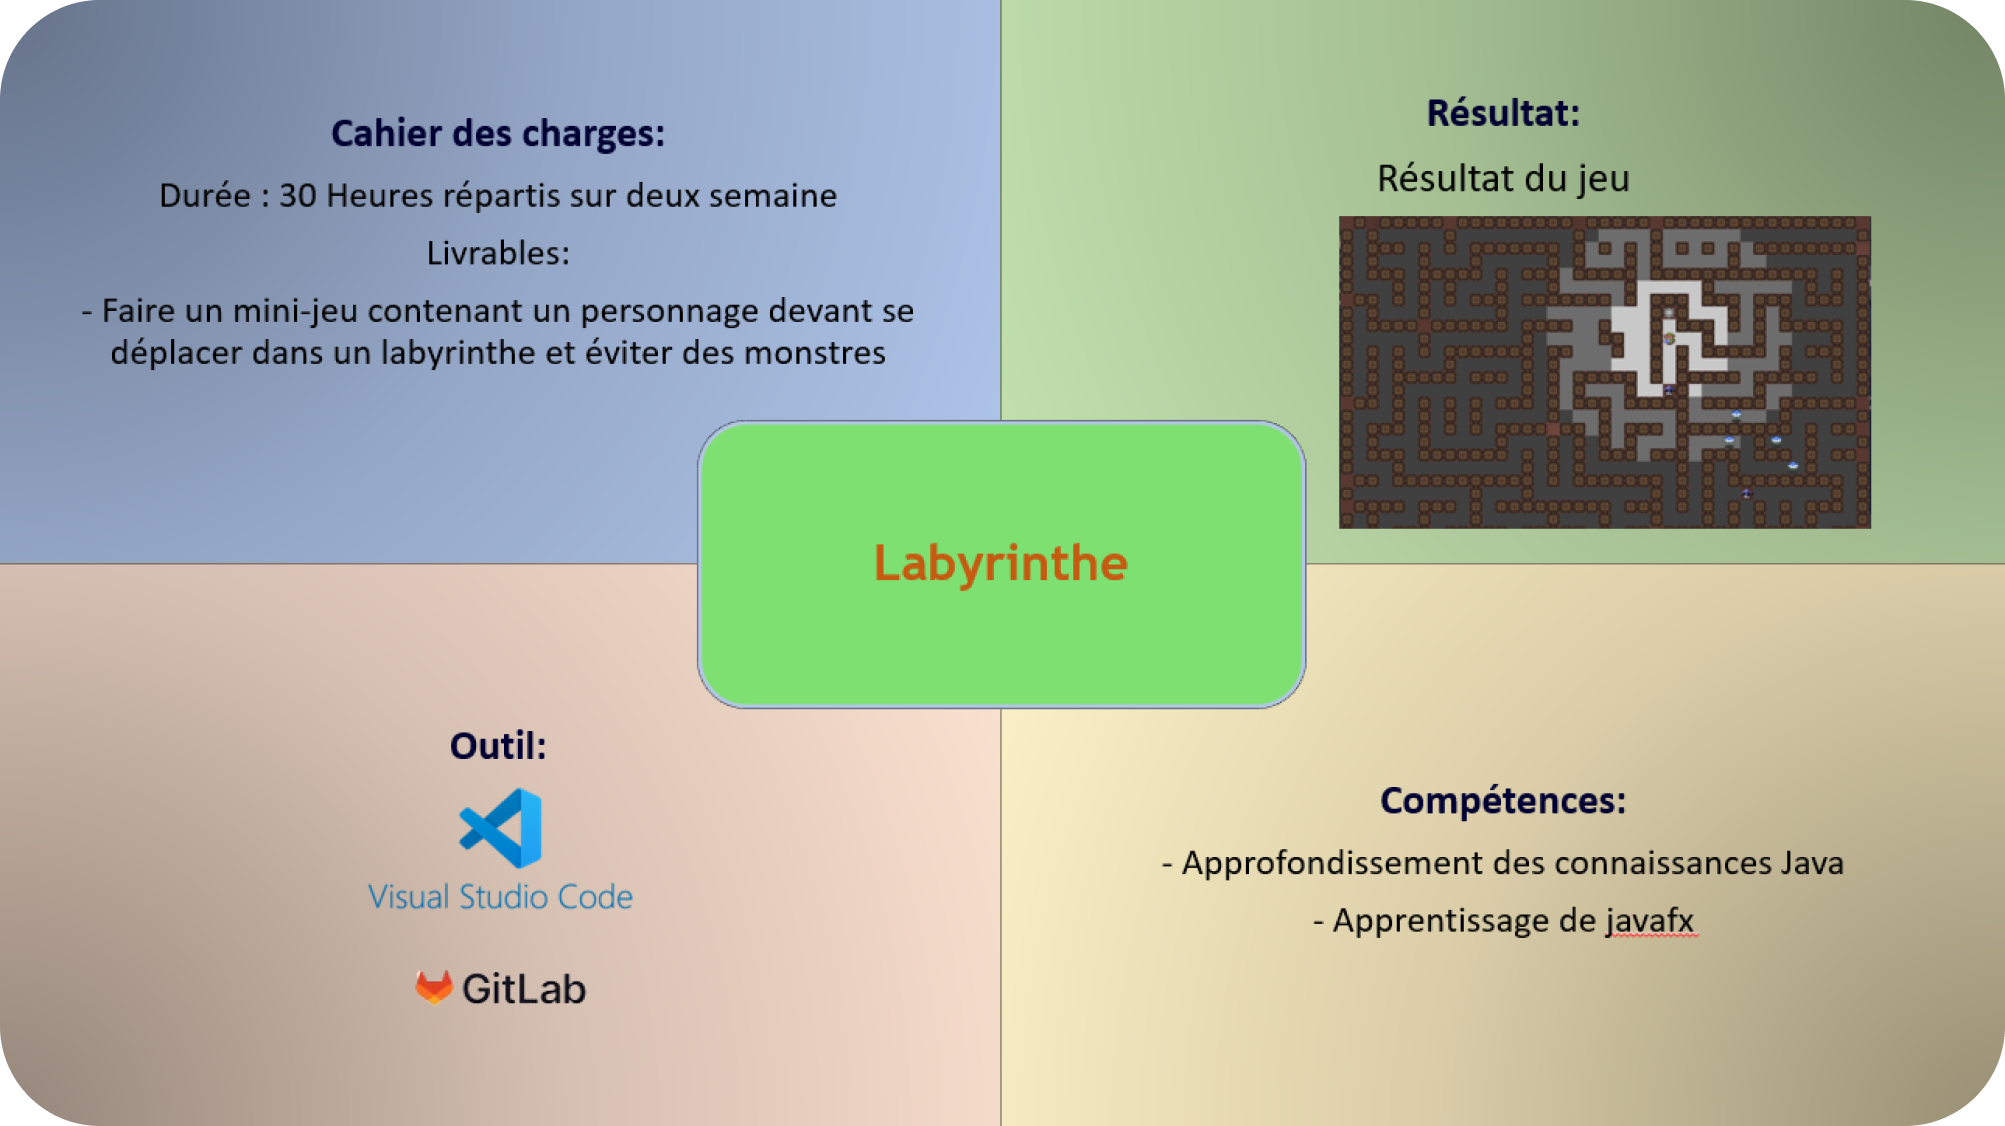 Cahier des charges:
Durée : 30 Heures répartis sur deux semaine
Livrables:
- Faire un mini-jeu contenant un personnage devant se
déplacer dans un labyrinthe et éviter des monstres
Résultat:
Résultat du jeu
Labyrinthe
Outil:
Visual Studio Code
GitLab
Compétences:
- Approfondissement des connaissances Java
- Apprentissage de javafx